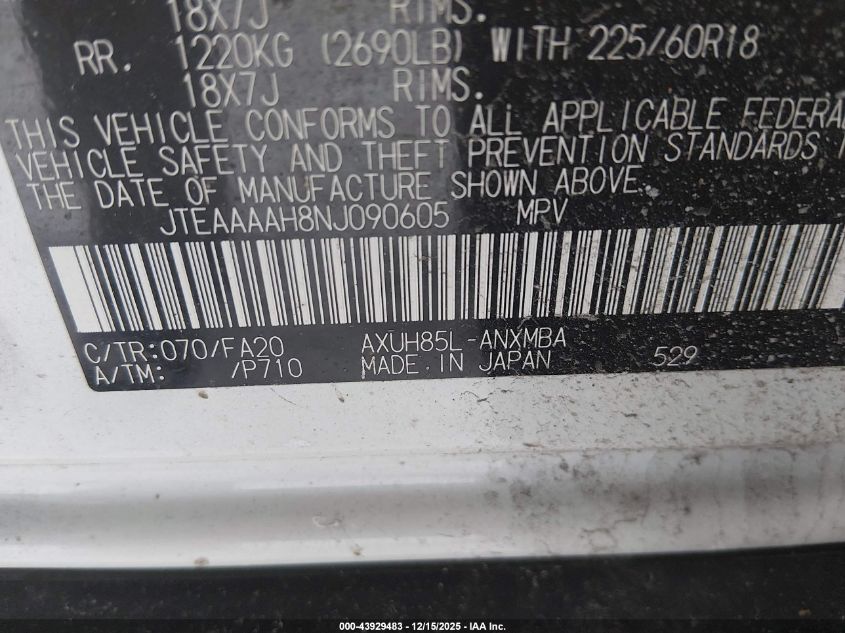 18X7J RIMS.
RR. 1220KG (2690LB) WITH 225/60R18
18X7J RIMS.
THIS VEHICLE CONFORMS TO ALL APPLICABLE FEDERA
VEHICLE SAFETY AND THEFT PREVENTION STANDARDS I
THE DATE OF MANUFACTURE SHOWN ABOVE.
JTEAAAAH8NJ090605 MPV
C/TR:070/FA20 AXUH85L-ANXMBA
A/TM: /P710 MADE IN JAPAN 529
000-43929483 - 12/15/2025 - IAA Inc.